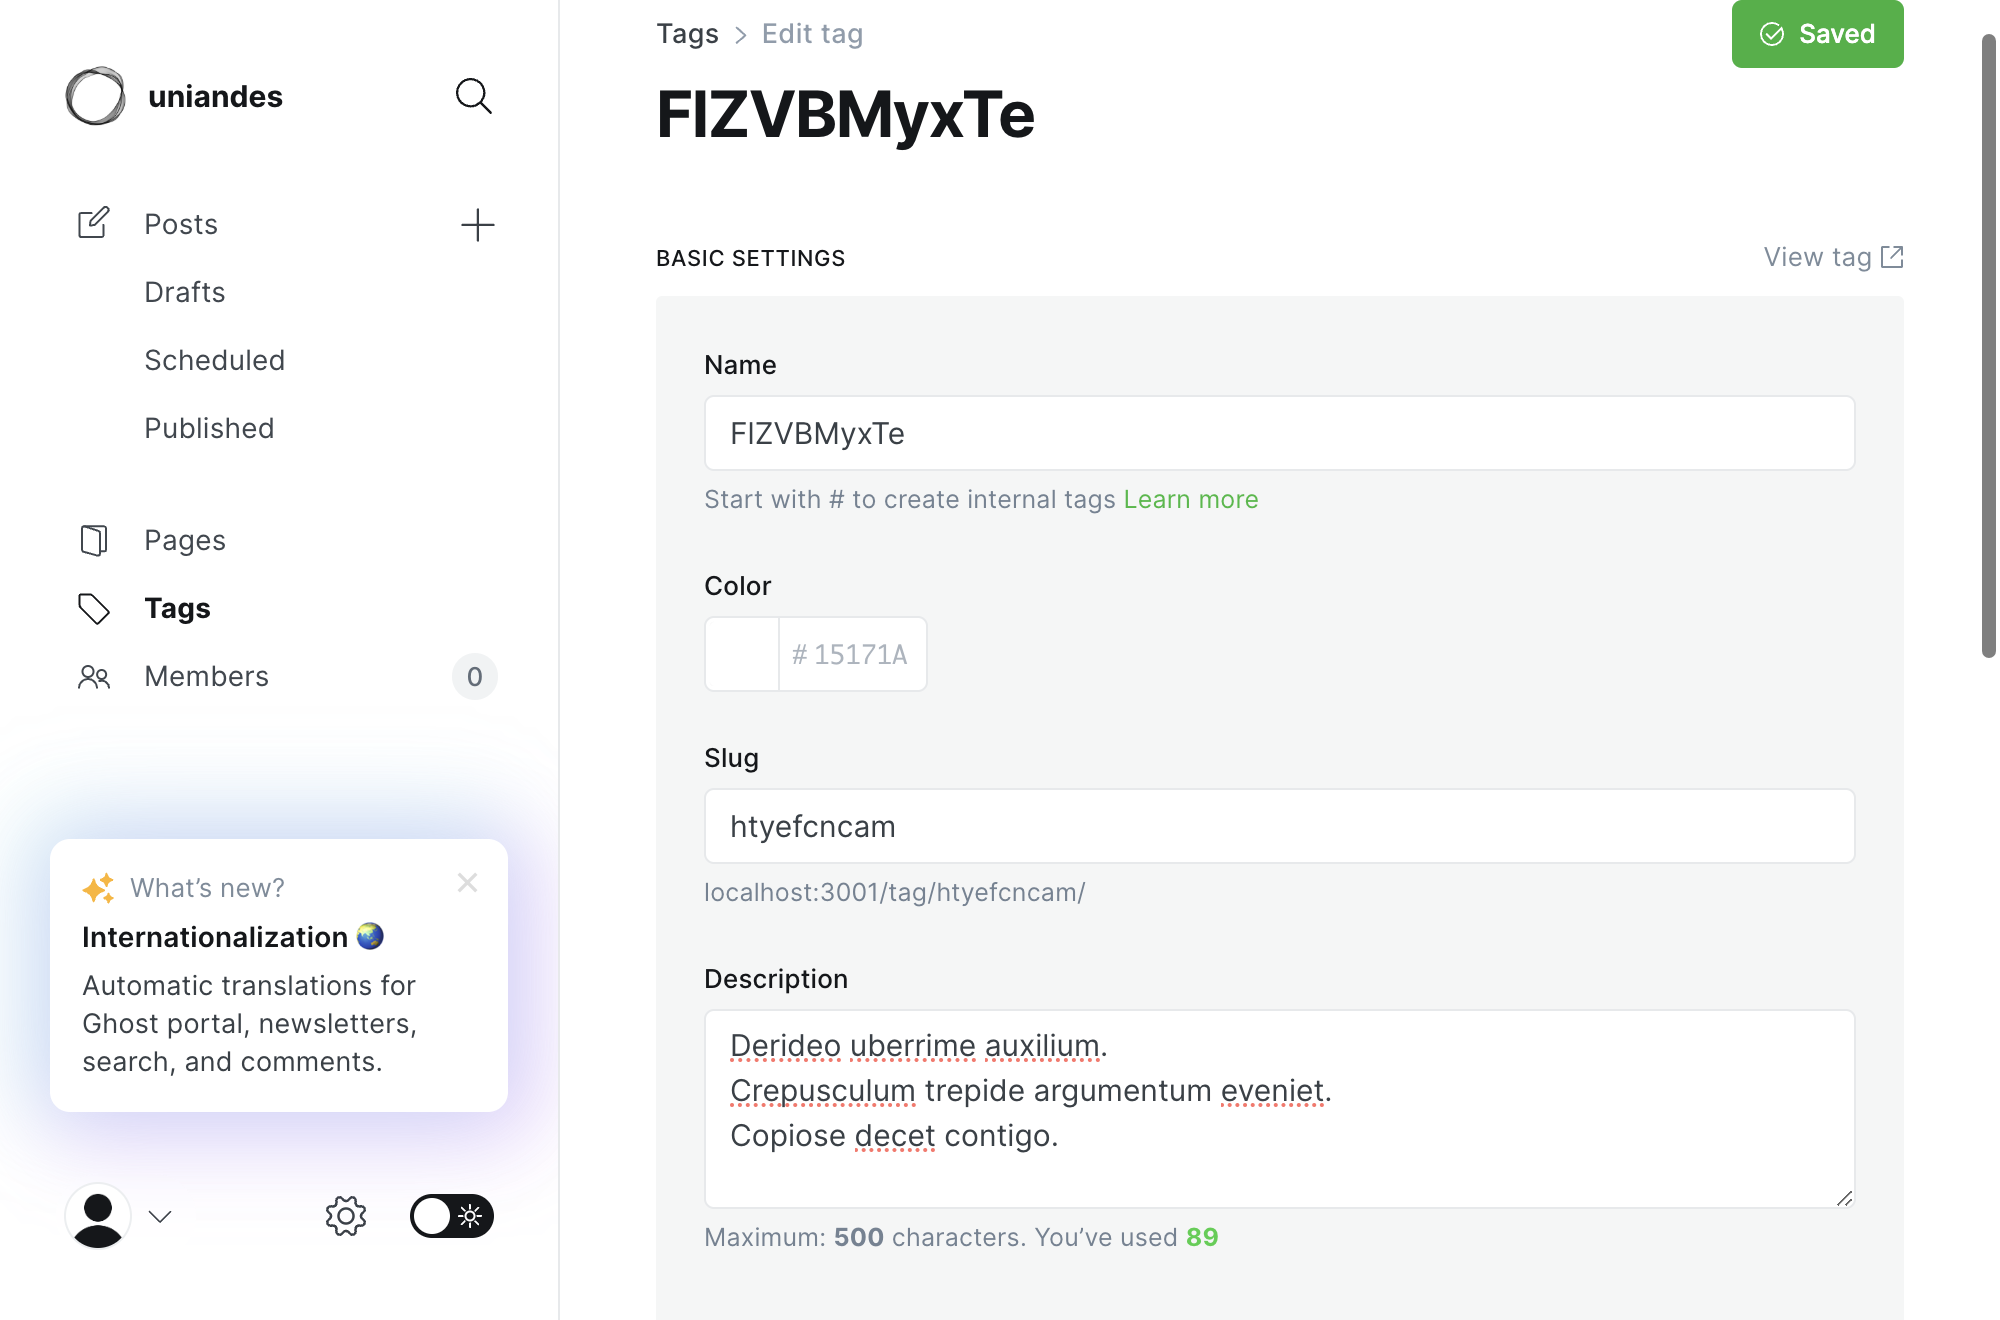 uniandes
Posts
Drafts
Scheduled
Published
Pages
Tags
Members
0
What's new?
Internationalization
Automatic translations for
Ghost portal, newsletters,
search, and comments.
Tags > Edit tag
Saved
FIZVBMyxTe
BASIC SETTINGS
View tag
Name
FIZVBMyxTe
Start with # to create internal tags Learn more
Color
# 15171A
Slug
htyefcncam
localhost:3001/tag/htyefcncam/
Description
Derideo uberrime auxilium.
Crepusculum trepide argumentum eveniet.
Copiose decet contigo.
Maximum: 500 characters. You've used 89